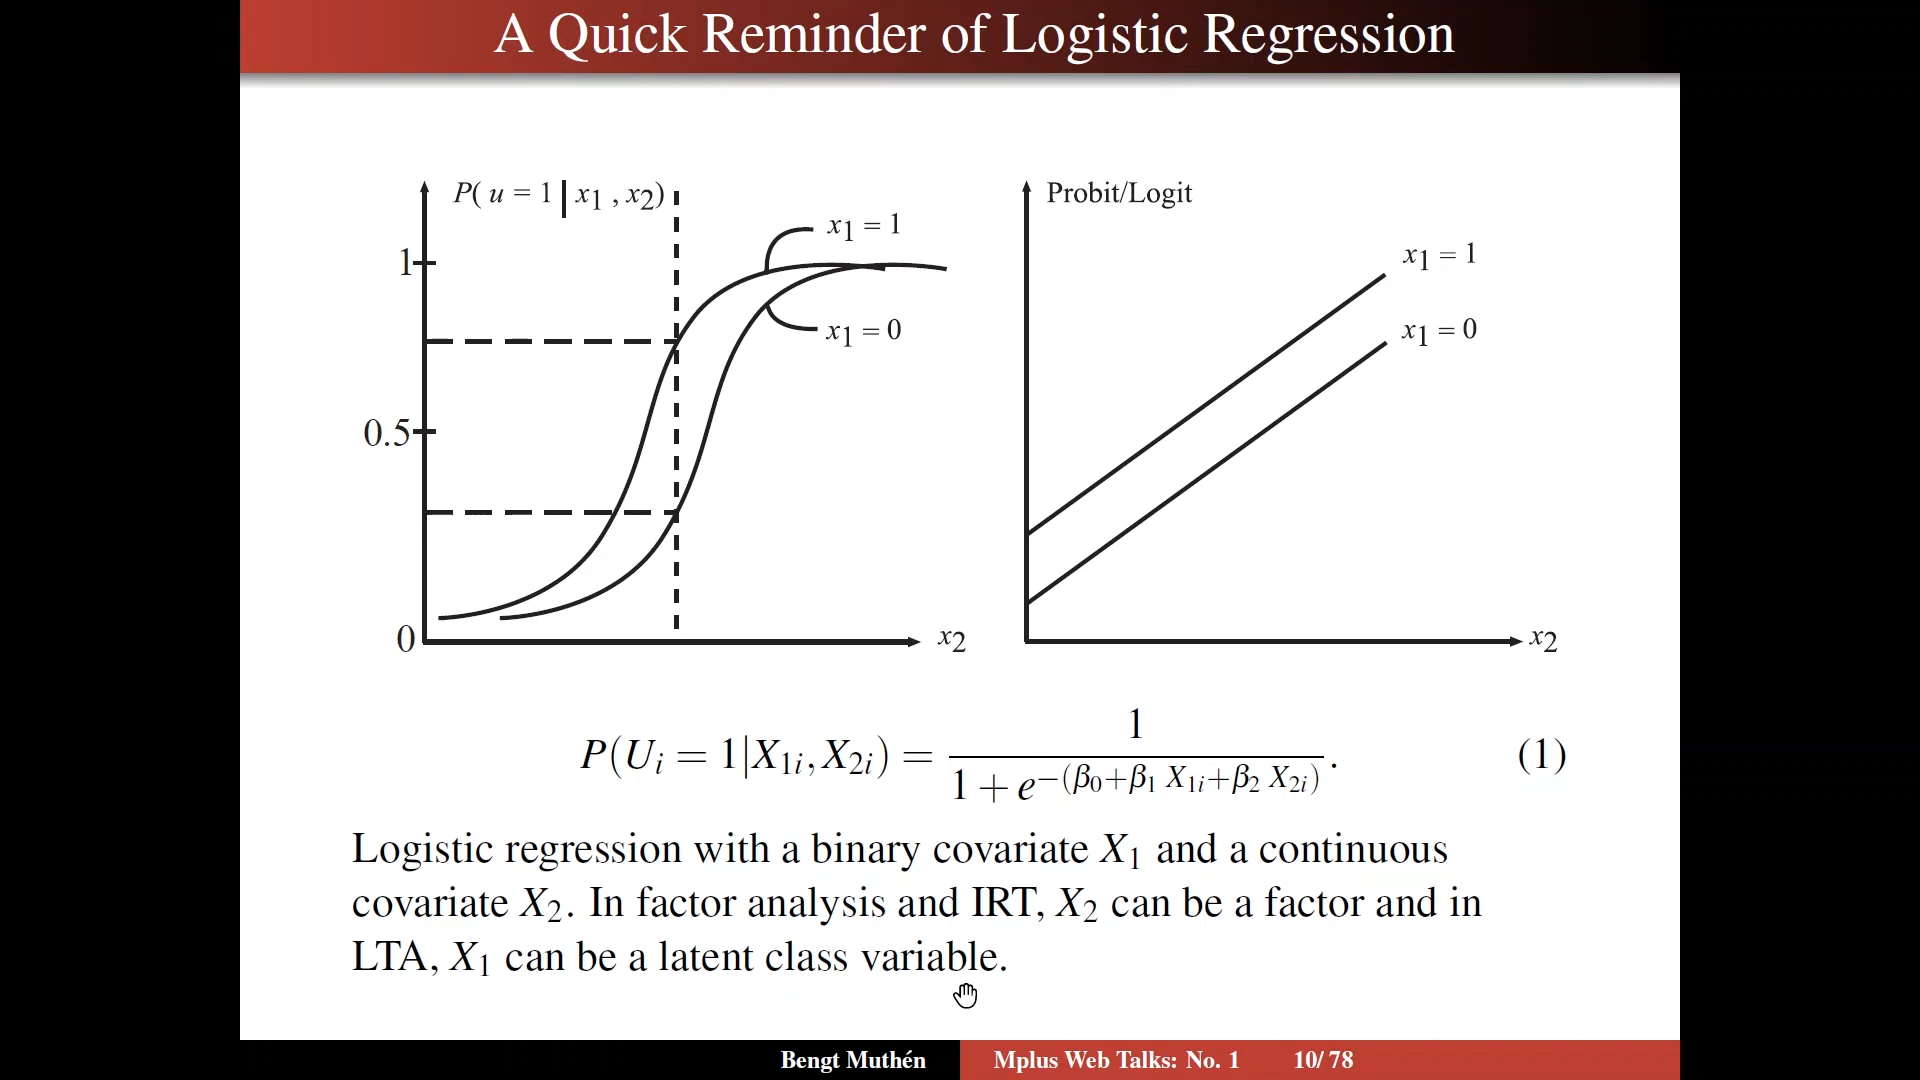 A Quick Reminder of Logistic Regression
P( u = 1 | x1 , x2)
x1 = 1
1
x1 = 0
0.5
0
x2
Probit/Logit
x1 = 1
x1 = 0
x2
P(Ui = 1|X1i, X2i) = 1 / (1 + e^−(β0+β1 X1i+β2 X2i)) . (1)
Logistic regression with a binary covariate X1 and a continuous
covariate X2. In factor analysis and IRT, X2 can be a factor and in
LTA, X1 can be a latent class variable.
Bengt Muthén Mplus Web Talks: No. 1 10/ 78